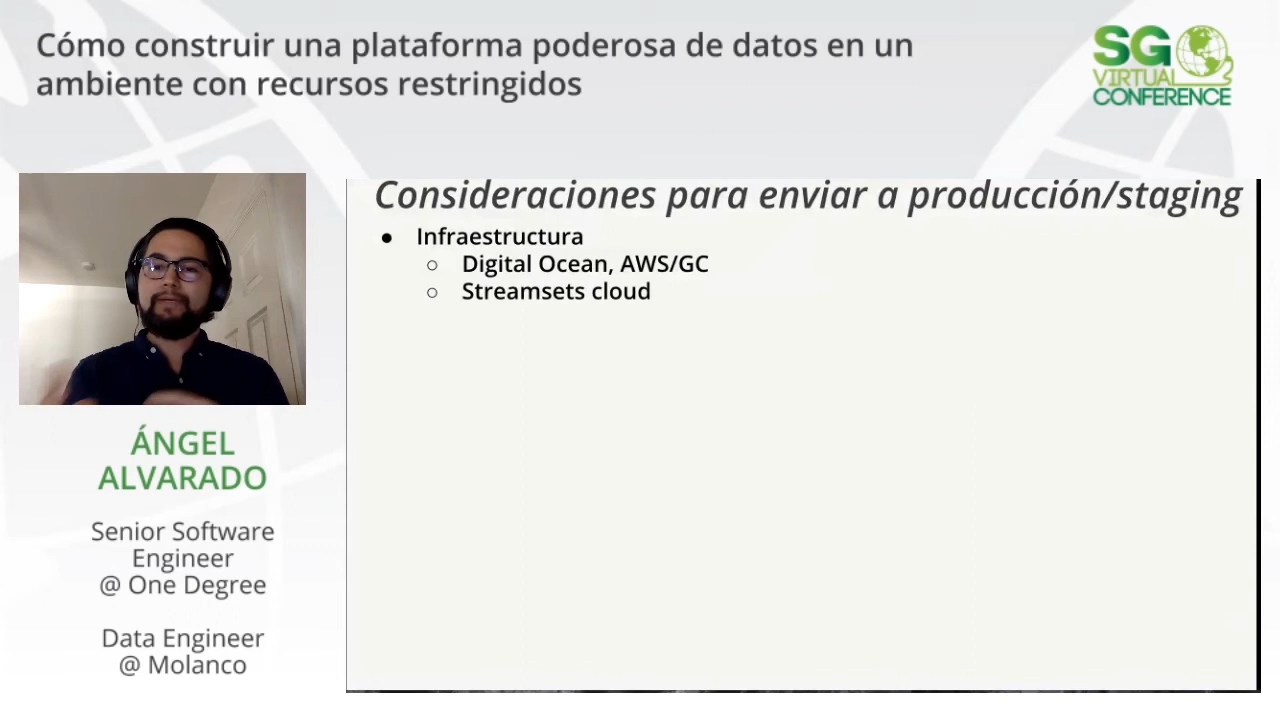 Cómo construir una plataforma poderosa de datos en un
ambiente con recursos restringidos
SG
VIRTUAL
CONFERENCE
Consideraciones para enviar a producción/staging
● Infraestructura
○ Digital Ocean, AWS/GC
○ Streamsets cloud
ÁNGEL
ALVARADO
Senior Software
Engineer
@ One Degree
Data Engineer
@ Molanco